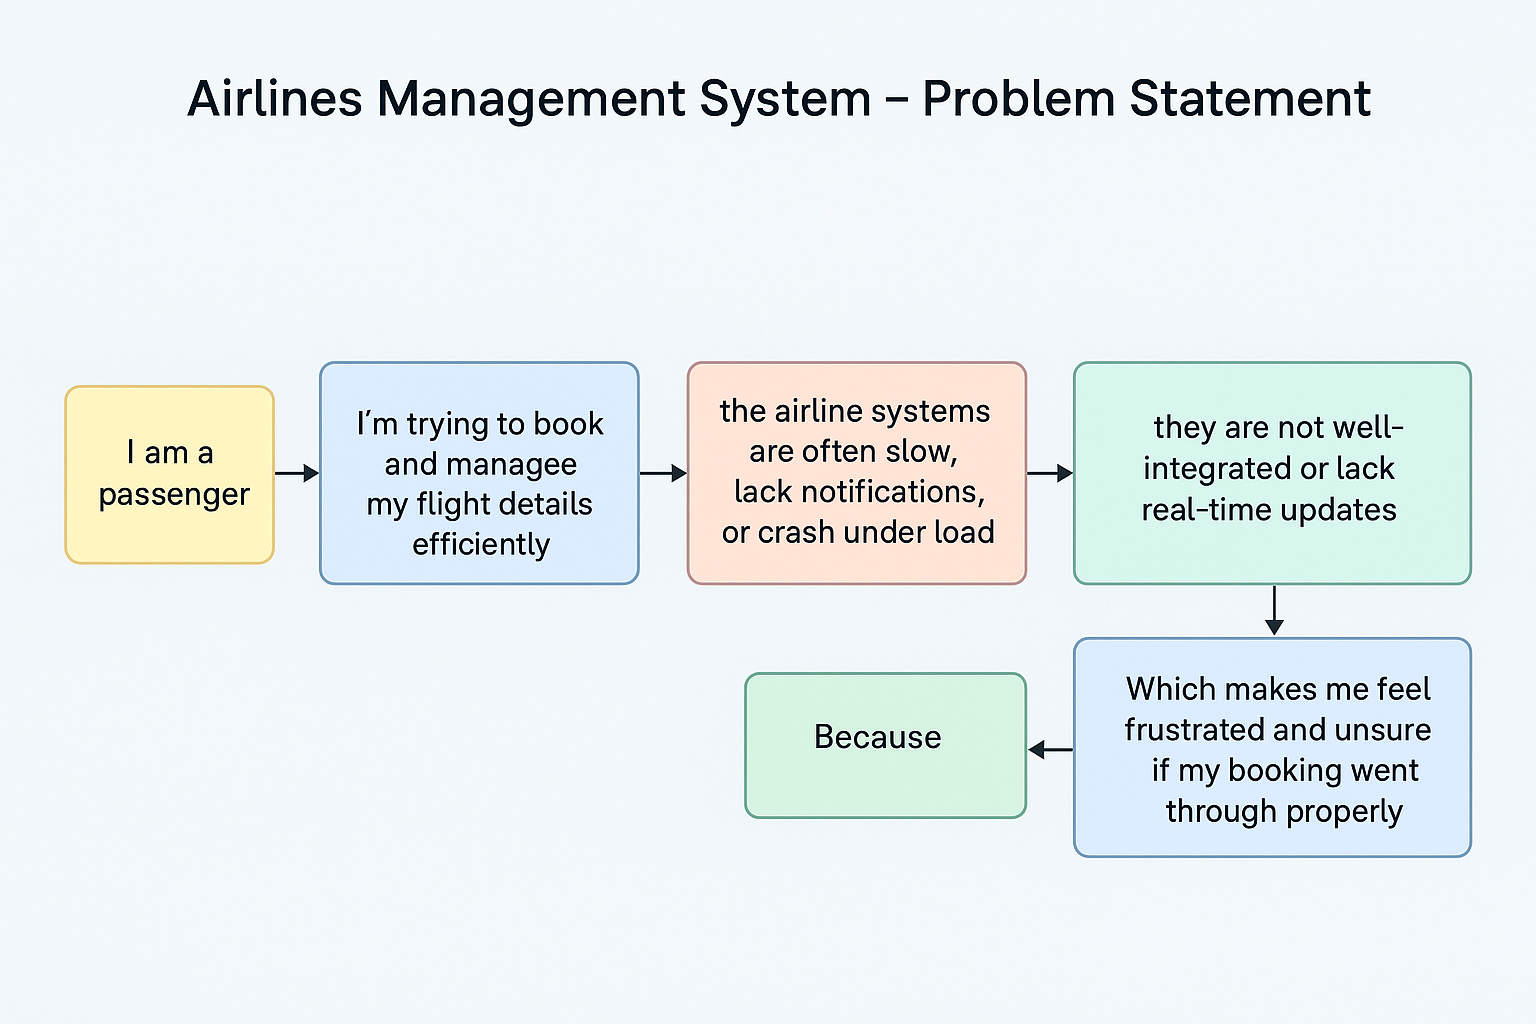 Airlines Management System – Problem Statement
I am a
passenger
I’m trying to book
and managee
my flight details
efficiently
the airline systems
are often slow,
lack notifications,
or crash under load
they are not well-
integrated or lack
real-time updates
Which makes me feel
frustrated and unsure
if my booking went
through properly
Because